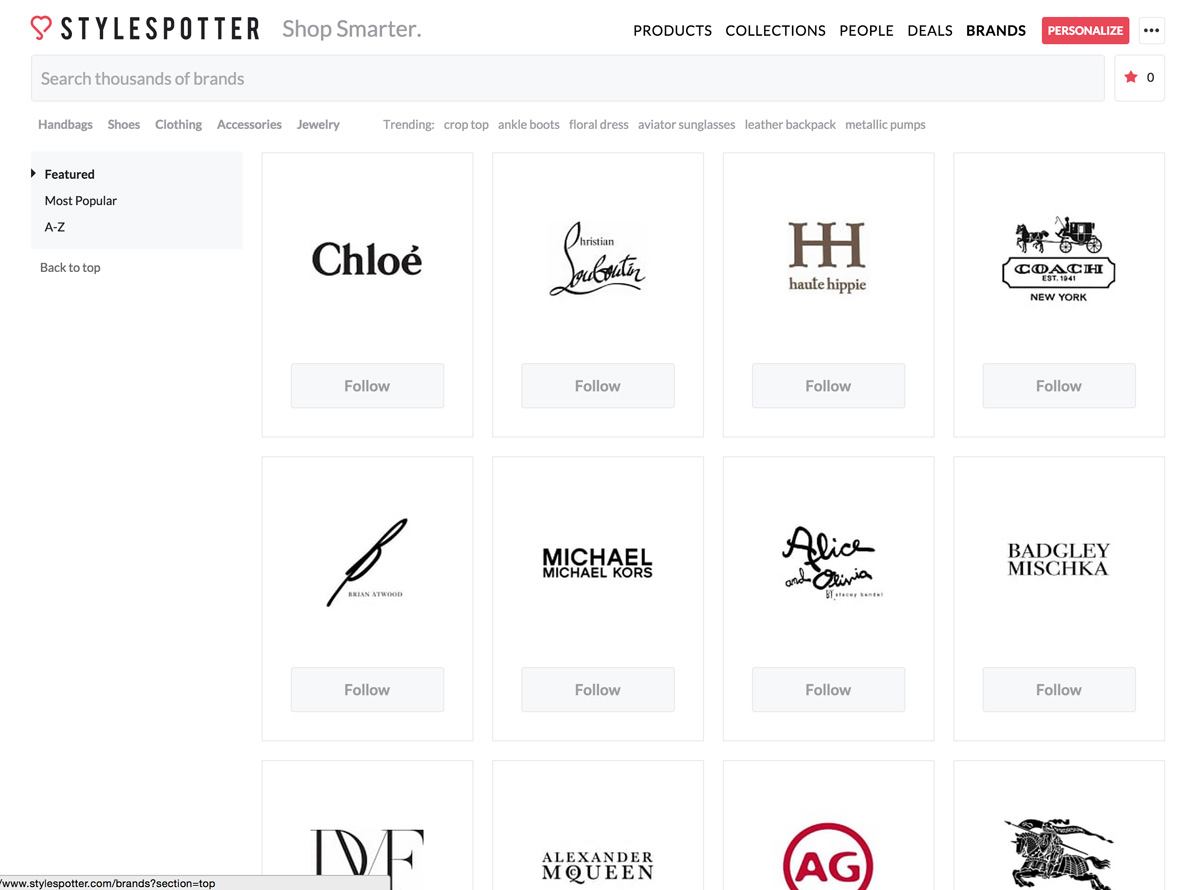 STYLESPOTTER Shop Smarter.
PRODUCTS COLLECTIONS PEOPLE DEALS BRANDS PERSONALIZE •••
Search thousands of brands
0
Handbags Shoes Clothing Accessories Jewelry Trending: crop top ankle boots floral dress aviator sunglasses leather backpack metallic pumps
Featured
Most Popular
A-Z
Back to top
Chloé
Christian
Louboutin
HH
haute hippie
COACH
EST. 1941
NEW YORK
Follow Follow Follow Follow
B
BRIAN ATWOOD
MICHAEL
MICHAEL KORS
Alice
and Olivia
BY stacey bendet
BADGLEY
MISCHKA
Follow Follow Follow Follow
DVF
ALEXANDER
MCQUEEN
AG
/www.stylespotter.com/brands?section=top